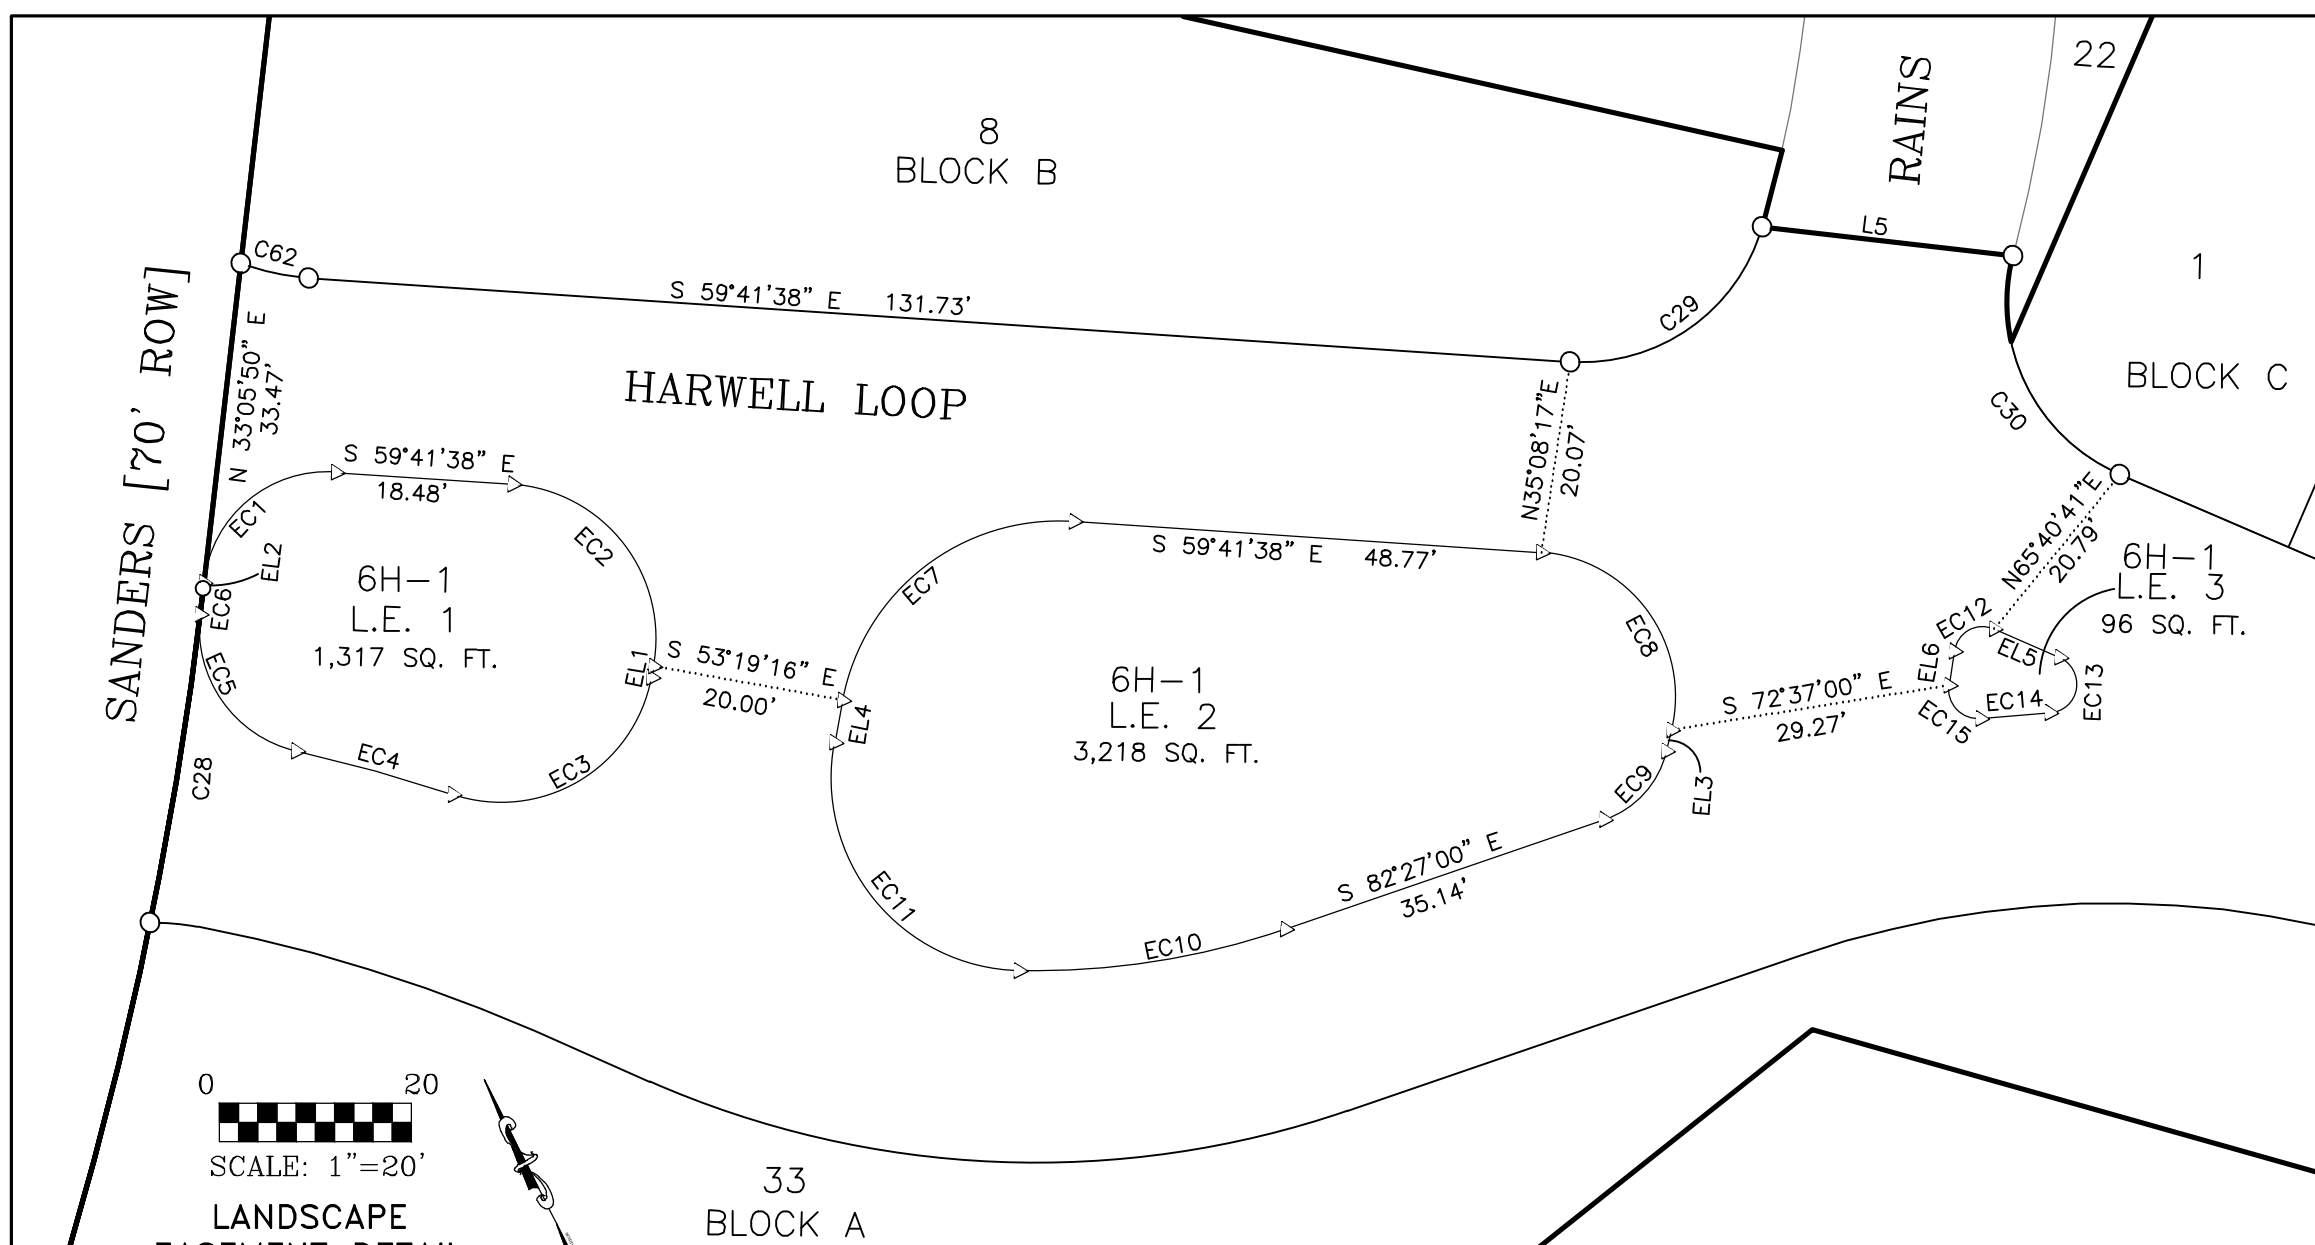 22
RAINS
8
BLOCK B
L5
C62
1
S 59°41'38" E 131.73'
C29
SANDERS [70' ROW]
N 33°05'50" E
33.47'
HARWELL LOOP
BLOCK C
C30
N35°08'17"E
20.07'
S 59°41'38" E
18.48'
EC1
EC2
EL2
EC6
6H-1
L.E. 1
1,317 SQ. FT.
EC5
EL1
EC4
EC3
C28
S 53°19'16" E
20.00'
EL4
EC7
S 59°41'38" E 48.77'
EC8
6H-1
L.E. 2
3,218 SQ. FT.
EC9
EL3
S 82°27'00" E
35.14'
EC10
EC11
S 72°37'00" E
29.27'
N65°40'41"E
20.79'
6H-1
L.E. 3
96 SQ. FT.
EC12
EL6
EL5
EC13
EC14
EC15
0 20
SCALE: 1"=20'
LANDSCAPE
EASEMENT DETAIL
33
BLOCK A